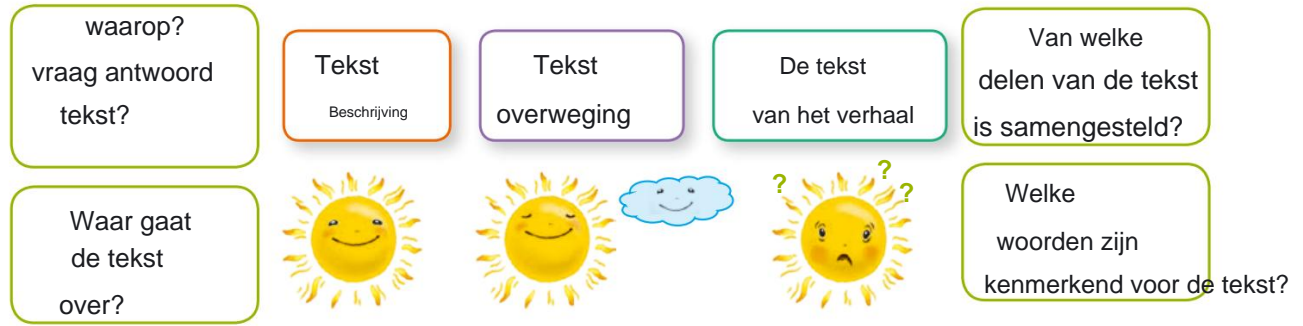 waarop?
vraag antwoord
tekst?
Tekst
Beschrijving
Tekst
overweging
De tekst
van het verhaal
Van welke
delen van de tekst
is samengesteld?
Waar gaat
de tekst
over?
?
?
?
Welke
woorden zijn
kenmerkend voor de tekst?